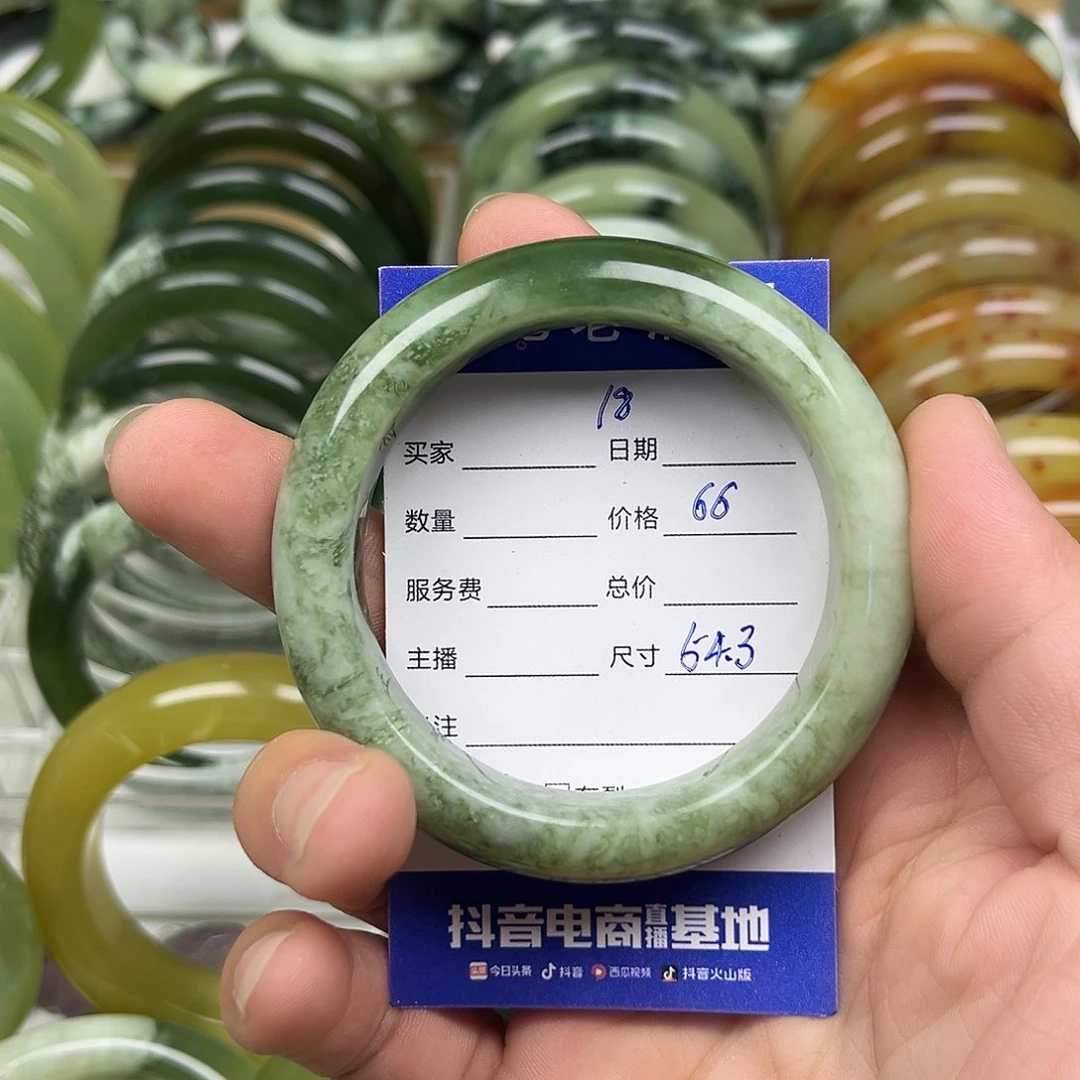 18
买家 日期
数量 价格 66
服务费 总价
主播 尺寸 54.3
注
抖音电商直播基地
头条 今日头条 抖音 西瓜视频 抖音火山版